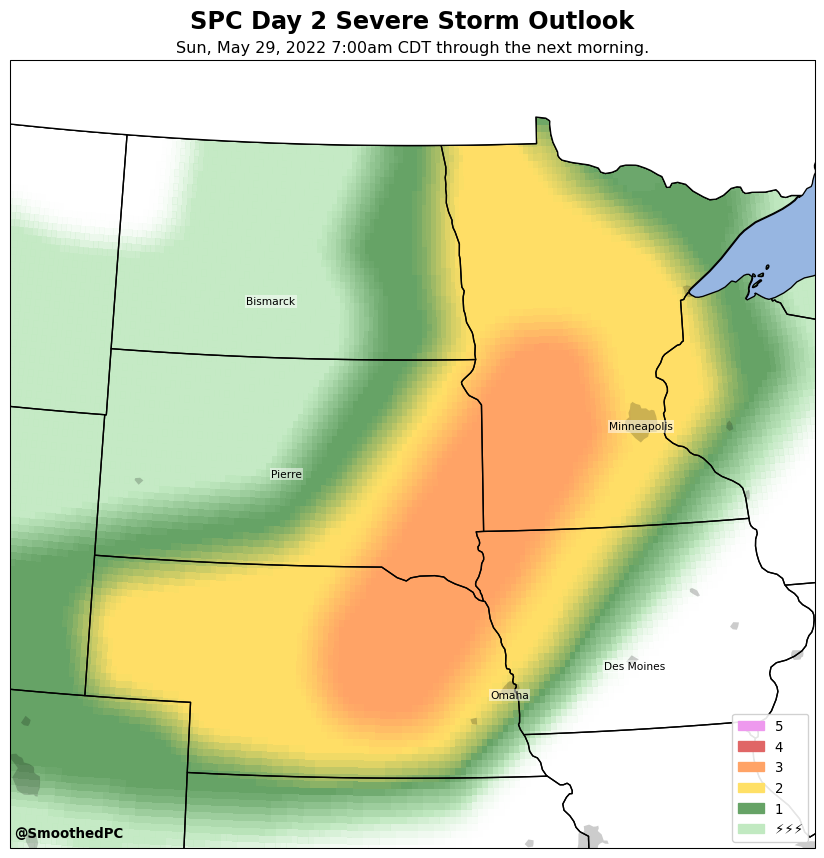 SPC Day 2 Severe Storm Outlook
Sun, May 29, 2022 7:00am CDT through the next morning.
Bismarck
Minneapolis
Pierre
Des Moines
Omaha
5
4
3
2
1
⚡⚡⚡
@SmoothedPC